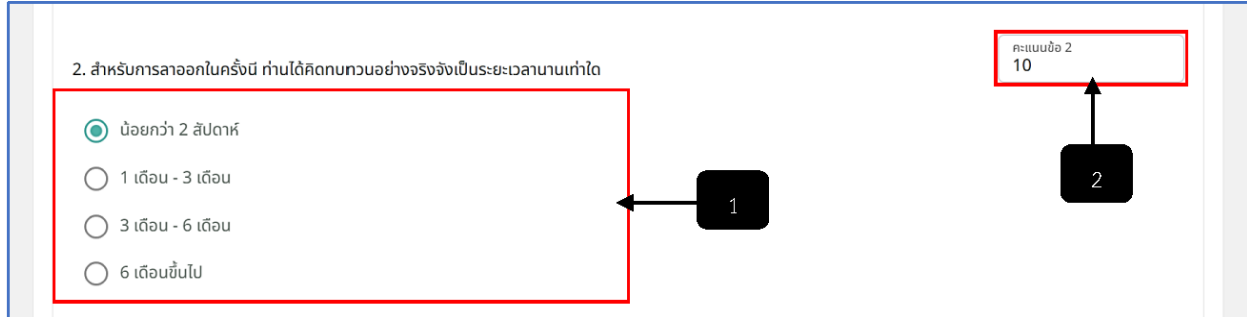 คะแนนข้อ 2
10
2. สำหรับการลาออกในครั้งนี้ ท่านได้คิดทบทวนอย่างจริงจังเป็นระยะเวลานานเท่าใด
น้อยกว่า 2 สัปดาห์
1 เดือน - 3 เดือน
3 เดือน - 6 เดือน
6 เดือนขึ้นไป
1
2